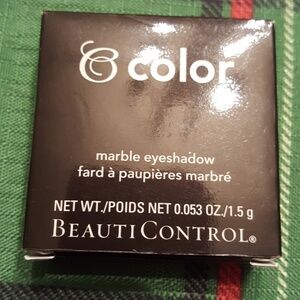 C color
marble eyeshadow
fard à paupières marbré
NET WT./POIDS NET 0.053 OZ./1.5 g
BEAUTICONTROL®